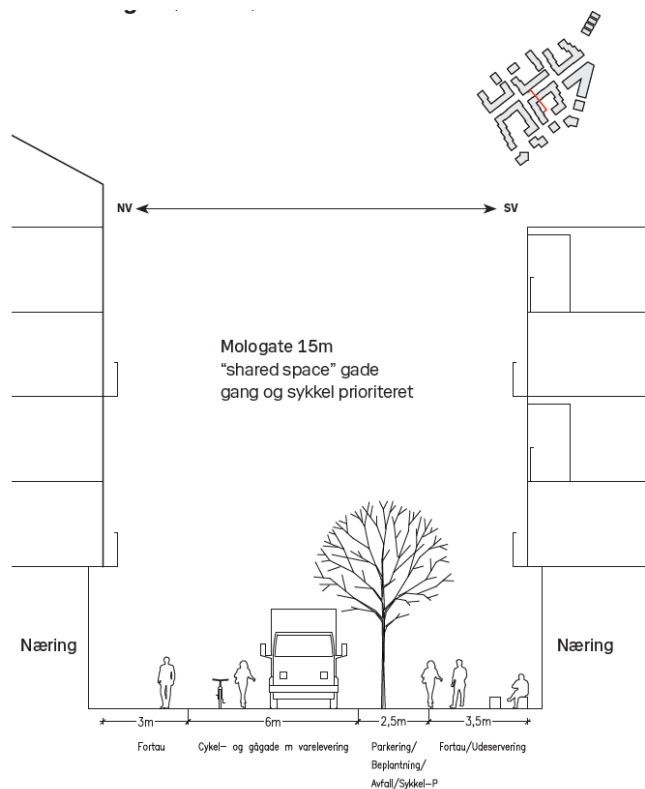 NV
SV
Mologate 15m
"shared space" gade
gang og sykkel prioriteret
Næring
Næring
3m
6m
2,5m
3,5m
Fortau
Cykel- og gågade m varelevering
Parkering/
Beplantning/
Avfall/Sykkel-P
Fortau/Udeservering